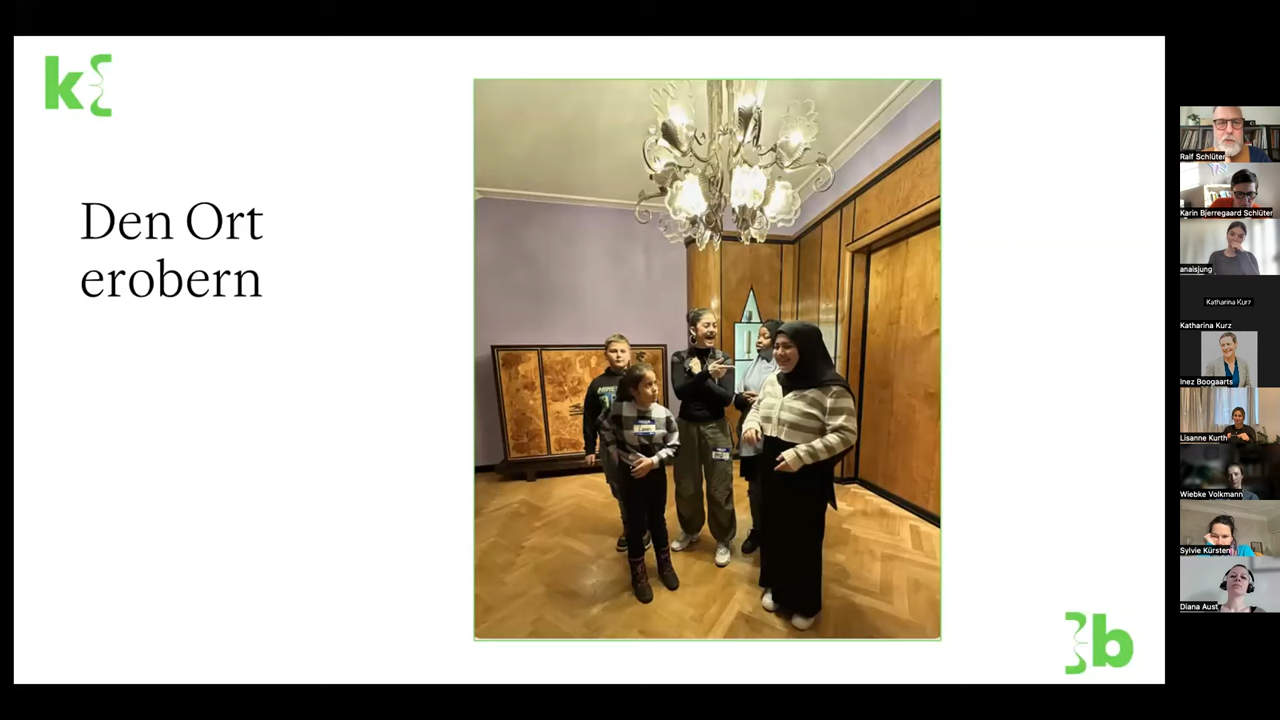 k
Den Ort
erobern
b
Ralf Schlüter
Karin Bjerregaard Schlüter
anaisjung
Katharina Kurz
Katharina Kurz
Inez Boogaarts
Lisanne Kurth
Wiebke Volkmann
Sylvie Kürsten
Diana Aust